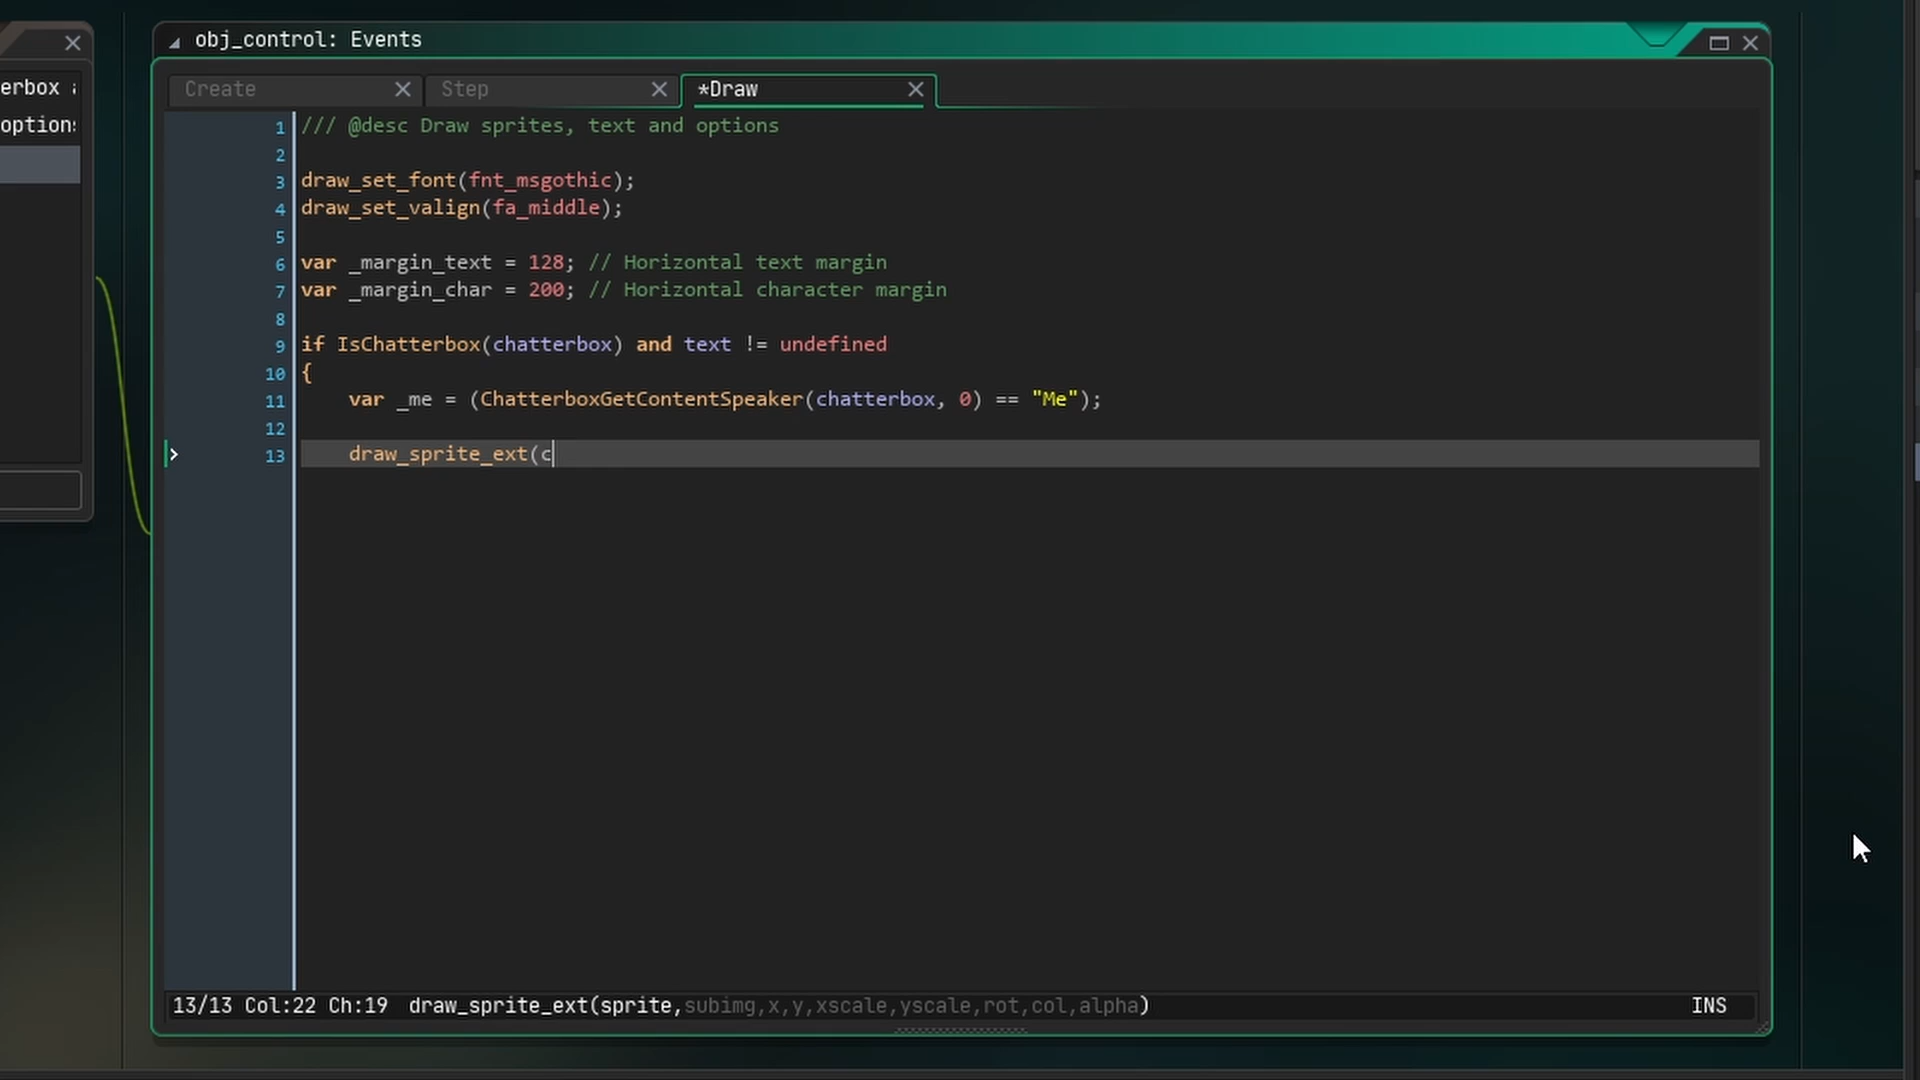 erbox
options
obj_control: Events
Create
Step
*Draw
1 /// @desc Draw sprites, text and options
2
3 draw_set_font(fnt_msgothic);
4 draw_set_valign(fa_middle);
5
6 var _margin_text = 128; // Horizontal text margin
7 var _margin_char = 200; // Horizontal character margin
8
9 if IsChatterbox(chatterbox) and text != undefined
10 {
11 var _me = (ChatterboxGetContentSpeaker(chatterbox, 0) == "Me");
12
13 draw_sprite_ext(c
13/13 Col:22 Ch:19 draw_sprite_ext(sprite,subimg,x,y,xscale,yscale,rot,col,alpha) INS